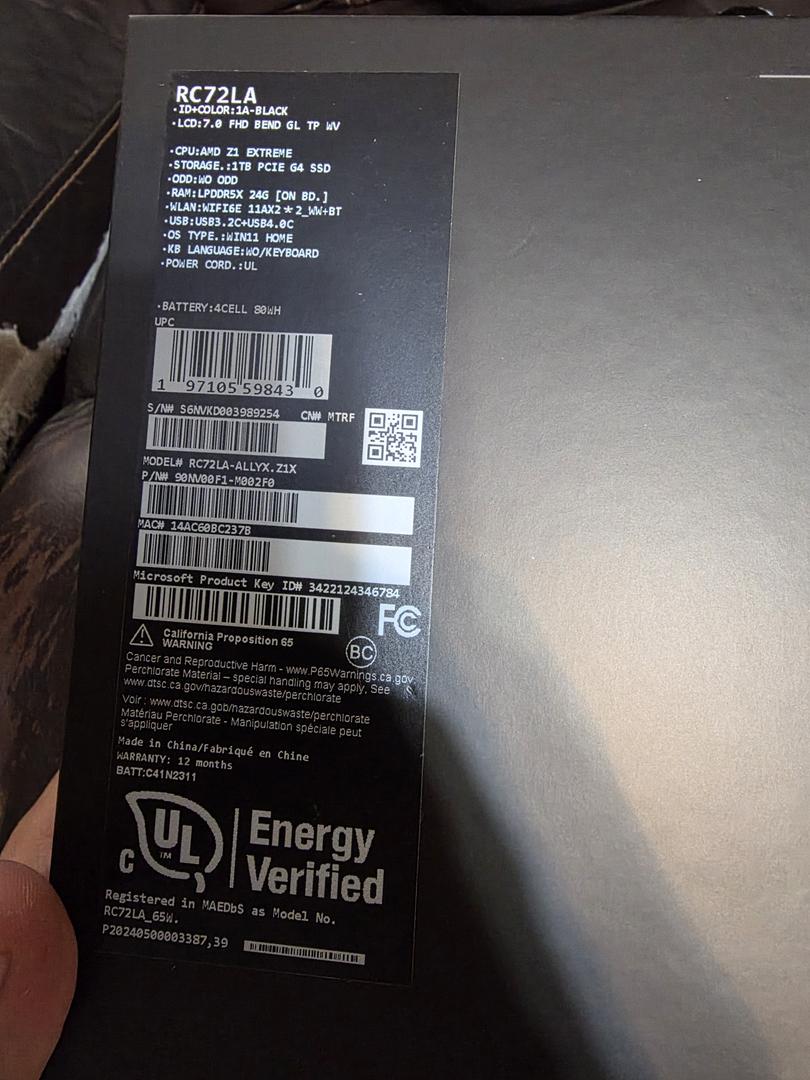 RC72LA
·ID+COLOR:1A-BLACK
·LCD:7.0 FHD BEND GL TP WV
·CPU:AMD Z1 EXTREME
·STORAGE.:1TB PCIE G4 SSD
·ODD:WO ODD
·RAM:LPDDR5X 24G [ON BD.]
·WLAN:WIFI6E 11AX2*2_WW+BT
·USB:USB3.2C+USB4.0C
·OS TYPE.:WIN11 HOME
·KB LANGUAGE:WO/KEYBOARD
·POWER CORD.:UL
·BATTERY:4CELL 80WH
UPC
1 97105 59843 0
S/N# S6NVKD003989254 CN# MTRF
MODEL# RC72LA-ALLYX.Z1X
P/N# 90NV00F1-M002F0
MAC# 14AC60BC237B
Microsoft Product Key ID# 3422124346784
FC
California Proposition 65
WARNING
BC
Cancer and Reproductive Harm - www.P65Warnings.ca.gov
Perchlorate Material – special handling may apply, See
www.dtsc.ca.gov/hazardouswaste/perchlorate
Voir : www.dtsc.ca.gob/hazardouswaste/perchlorate
Matériau Perchlorate - Manipulation spéciale peut
s'appliquer
Made in China/Fabriqué en Chine
WARRANTY: 12 months
BATT:C41N2311
C UL TM Energy
Verified
Registered in MAEDbS as Model No.
RC72LA_65W.
P20240500003387,39